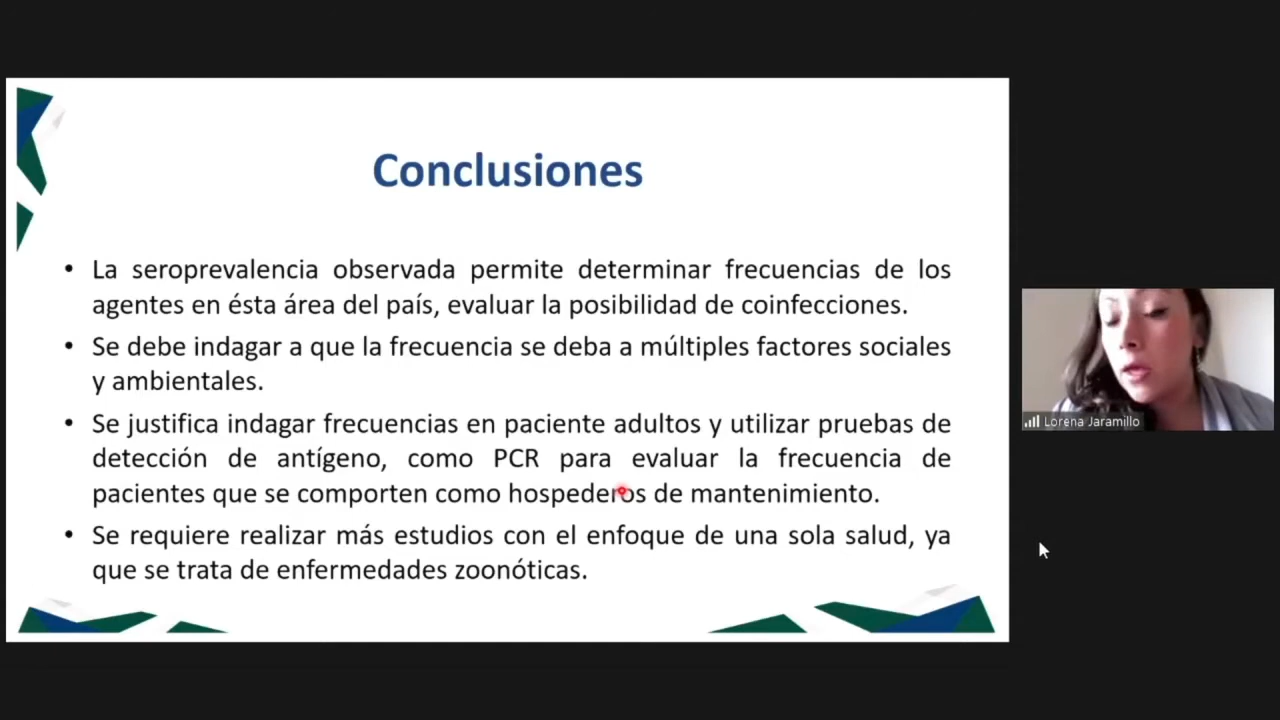 Conclusiones
• La seroprevalencia observada permite determinar frecuencias de los
agentes en ésta área del país, evaluar la posibilidad de coinfecciones.
• Se debe indagar a que la frecuencia se deba a múltiples factores sociales
y ambientales.
• Se justifica indagar frecuencias en paciente adultos y utilizar pruebas de
detección de antígeno, como PCR para evaluar la frecuencia de
pacientes que se comporten como hospederos de mantenimiento.
• Se requiere realizar más estudios con el enfoque de una sola salud, ya
que se trata de enfermedades zoonóticas.
Lorena Jaramillo